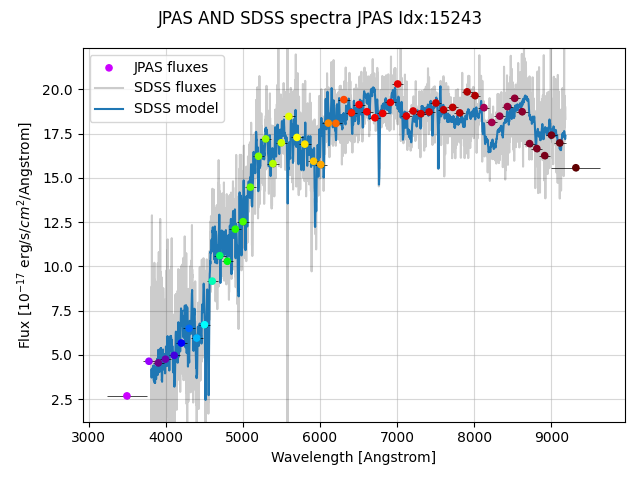 JPAS AND SDSS spectra JPAS Idx:15243
JPAS fluxes
SDSS fluxes
SDSS model
20.0
17.5
15.0
12.5
10.0
7.5
5.0
2.5
Flux [10⁻¹⁷ erg/s/cm²/Angstrom]
3000 4000 5000 6000 7000 8000 9000
Wavelength [Angstrom]